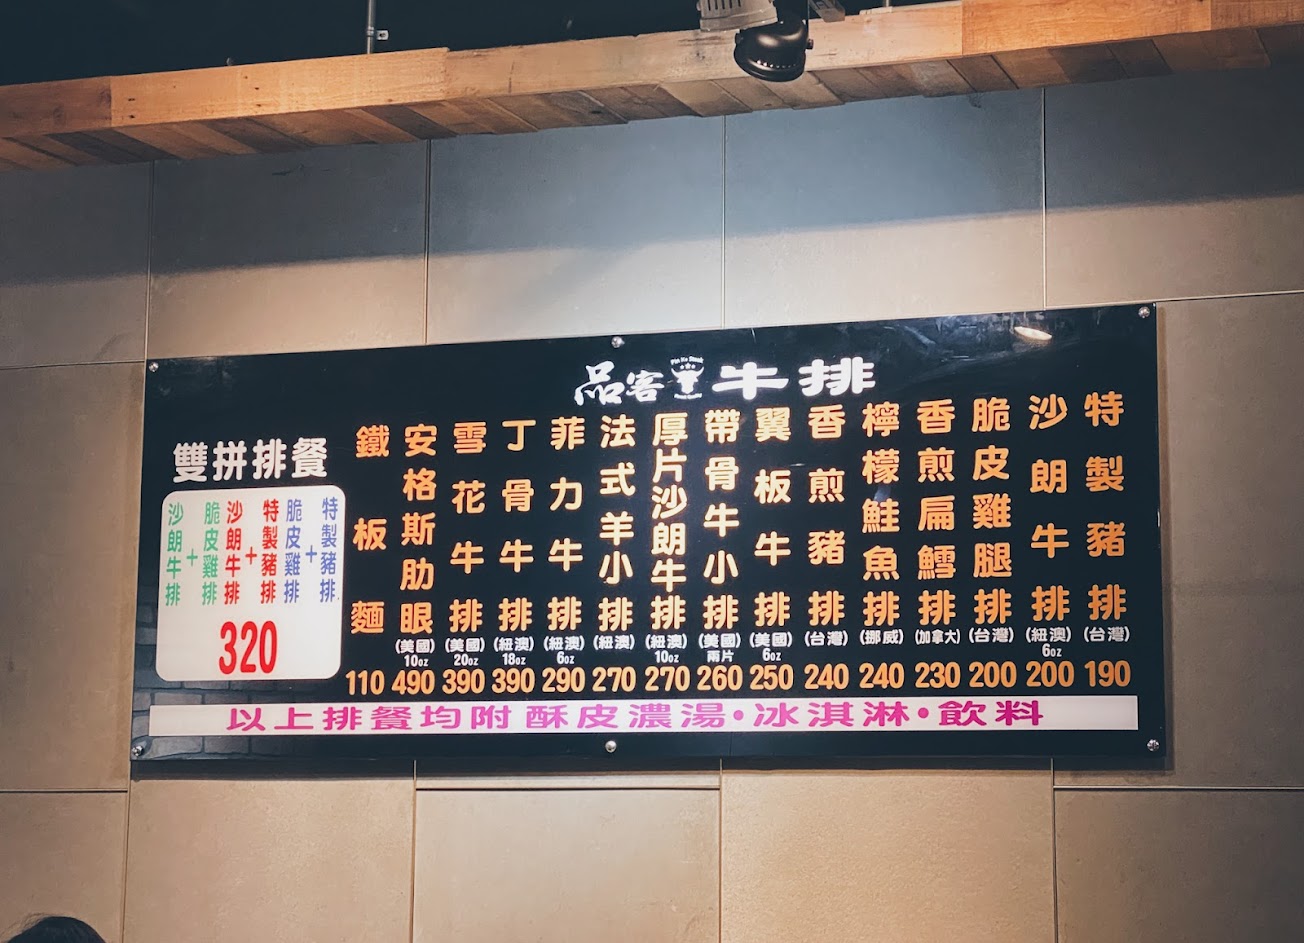 品客牛排
Pin Ke Steak
特製豬排 (台灣) 190
沙朗牛排 (紐澳) 6oz 200
脆皮雞腿排 (台灣) 200
香煎扁鱈排 (加拿大) 230
檸檬鮭魚排 (挪威) 240
香煎豬排 (台灣) 240
翼板牛排 (美國) 6oz 250
帶骨牛小排 (美國) 兩片 260
厚片沙朗牛排 (紐澳) 10oz 270
法式羊小排 (紐澳) 270
菲力牛排 (紐澳) 6oz 290
丁骨牛排 (紐澳) 18oz 390
雪花牛排 (美國) 20oz 390
安格斯肋眼 (美國) 10oz 490
鐵板麵 110
雙拼排餐
特製豬排+脆皮雞排
特製豬排+沙朗牛排
脆皮雞排+沙朗牛排
320
以上排餐均附 酥皮濃湯•冰淇淋•飲料